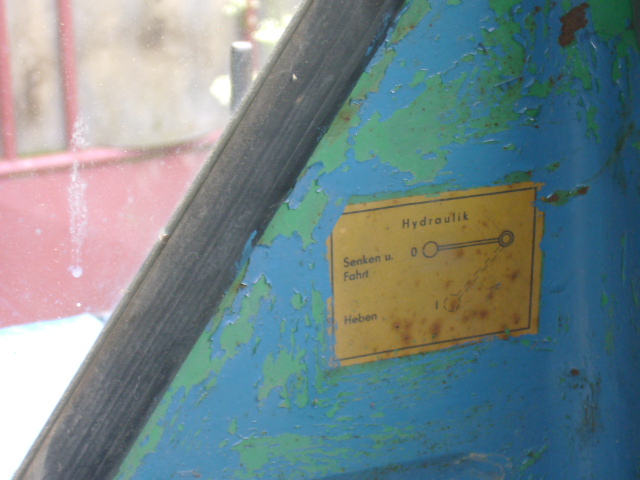 Hydraulik
Senken u. 0
Fahrt
Heben I